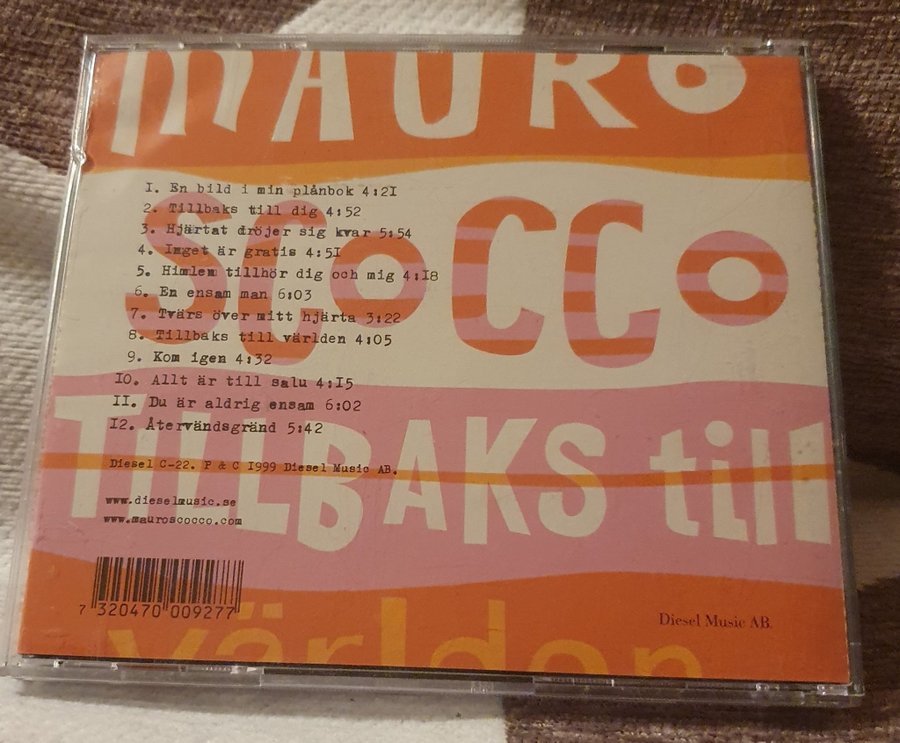 MAURO
SCOCCO
1. En bild i min plånbok 4:21
2. Tillbaks till dig 4:52
3. Hjärtat dröjer sig kvar 5:54
4. Inget är gratis 4:51
5. Himlen tillhör dig och mig 4:18
6. En ensam man 6:03
7. Tvärs över mitt hjärta 3:22
8. Tillbaks till världen 4:05
9. Kom igen 4:32
10. Allt är till salu 4:15
11. Du är aldrig ensam 6:02
12. Återvändsgränd 5:42
TILLBAKS till
Diesel C-22. P & C 1999 Diesel Music AB.
www.dieselmusic.se
www.mauroscocco.com
7 320470 009277
Diesel Music AB.
världen